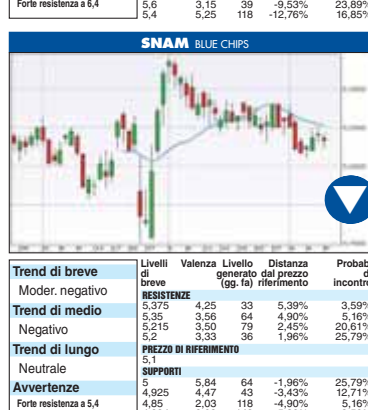 Forte resistenza a 6,4
5,6 3,15 39 -9,53% 23,89%
5,4 5,25 118 -12,76% 16,85%
SNAM BLUE CHIPS
Trend di breve
Moder. negativo
Trend di medio
Negativo
Trend di lungo
Neutrale
Avvertenze
Forte resistenza a 5,4
Livelli di breve Valenza Livello generato (gg. fa) Distanza dal prezzo riferimento Probab d incontro
RESISTENZE
5,375 4,25 33 5,39% 3,59%
5,35 3,56 64 4,90% 5,16%
5,215 3,50 79 2,45% 20,61%
5,2 3,33 36 1,96% 25,79%
PREZZO DI RIFERIMENTO
5,1
SUPPORTI
5 5,84 64 -1,96% 25,79%
4,925 4,47 43 -3,43% 12,71%
4,85 2,03 118 -4,90% 5,16%